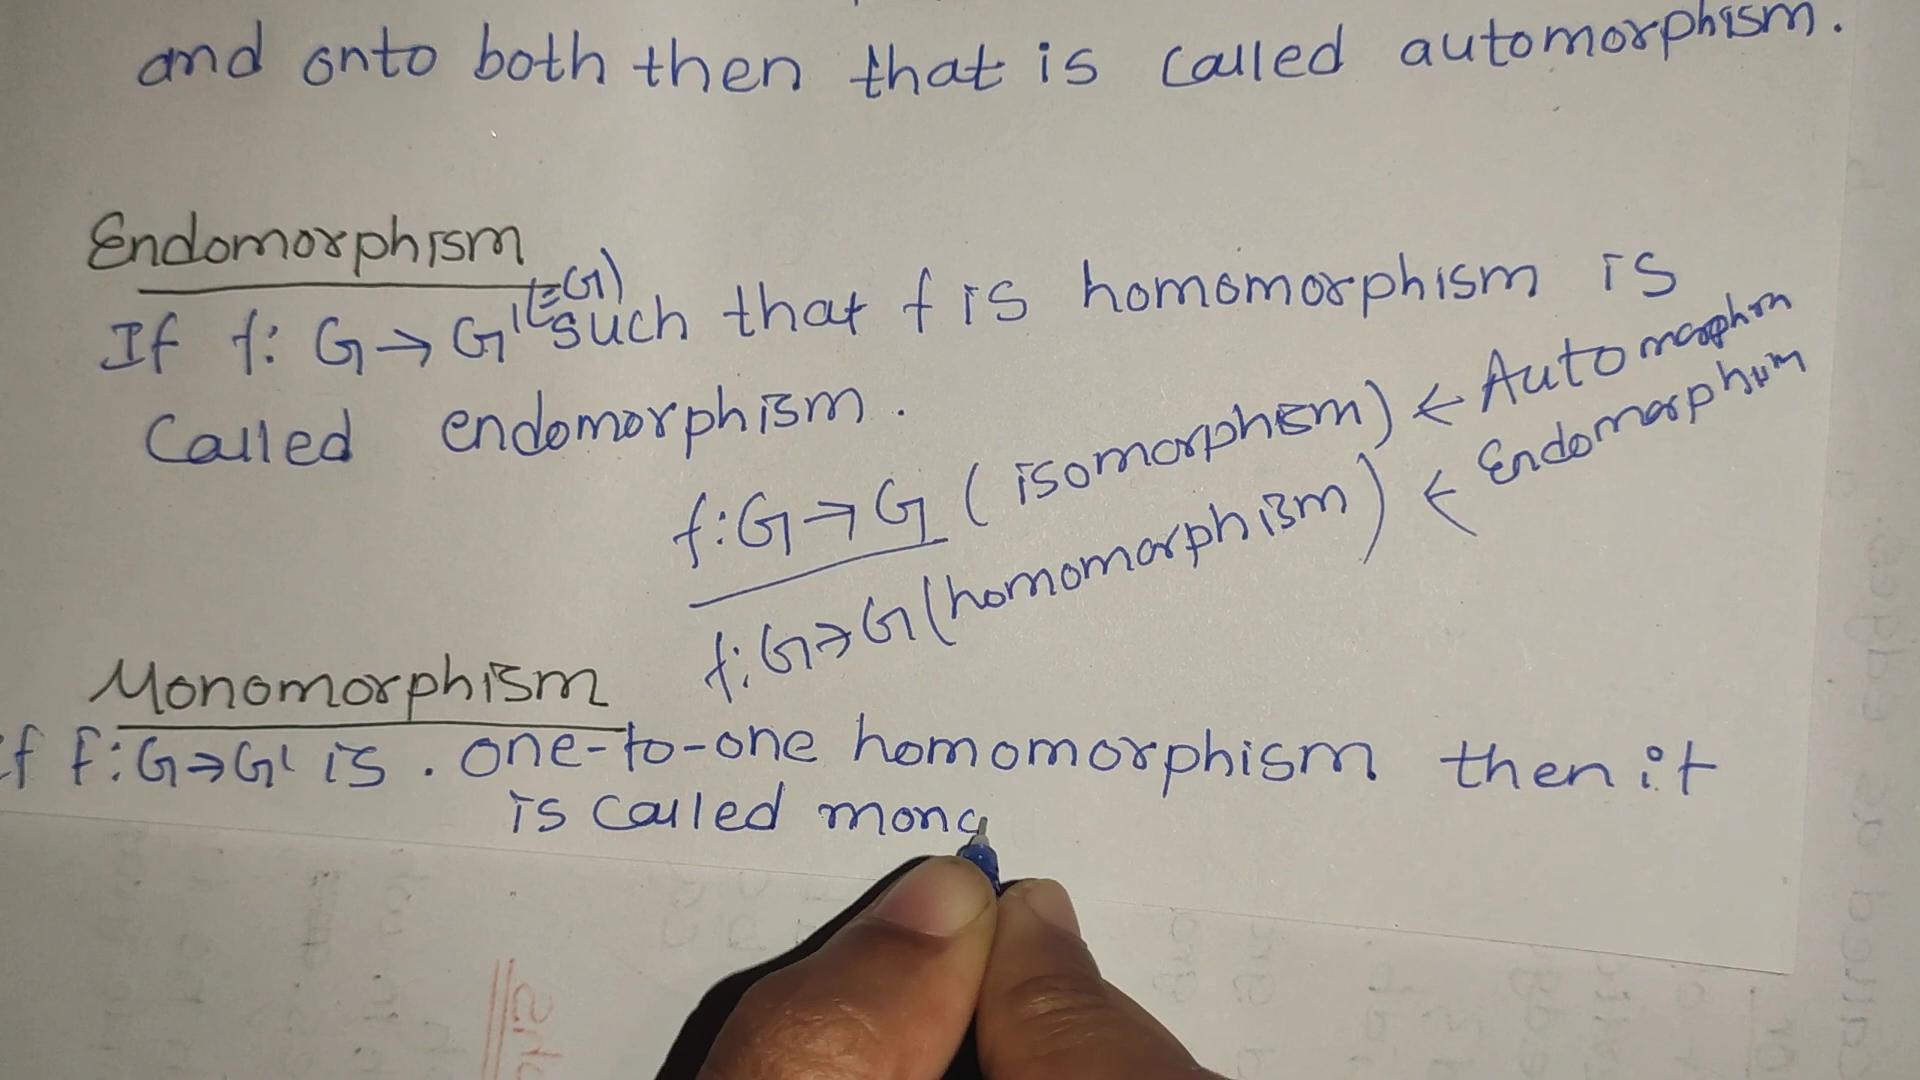 and onto both then that is called automorphism.
Endomorphism
If f: G→G'(=G) such that f is homomorphism is
Called endomorphism.
f:G→G (isomorphism) ← Automorphm
f:G→G (homomorphism) ← Endomorphism
Monomorphism
if f:G→G' is . one-to-one homomorphism then it
is called mono